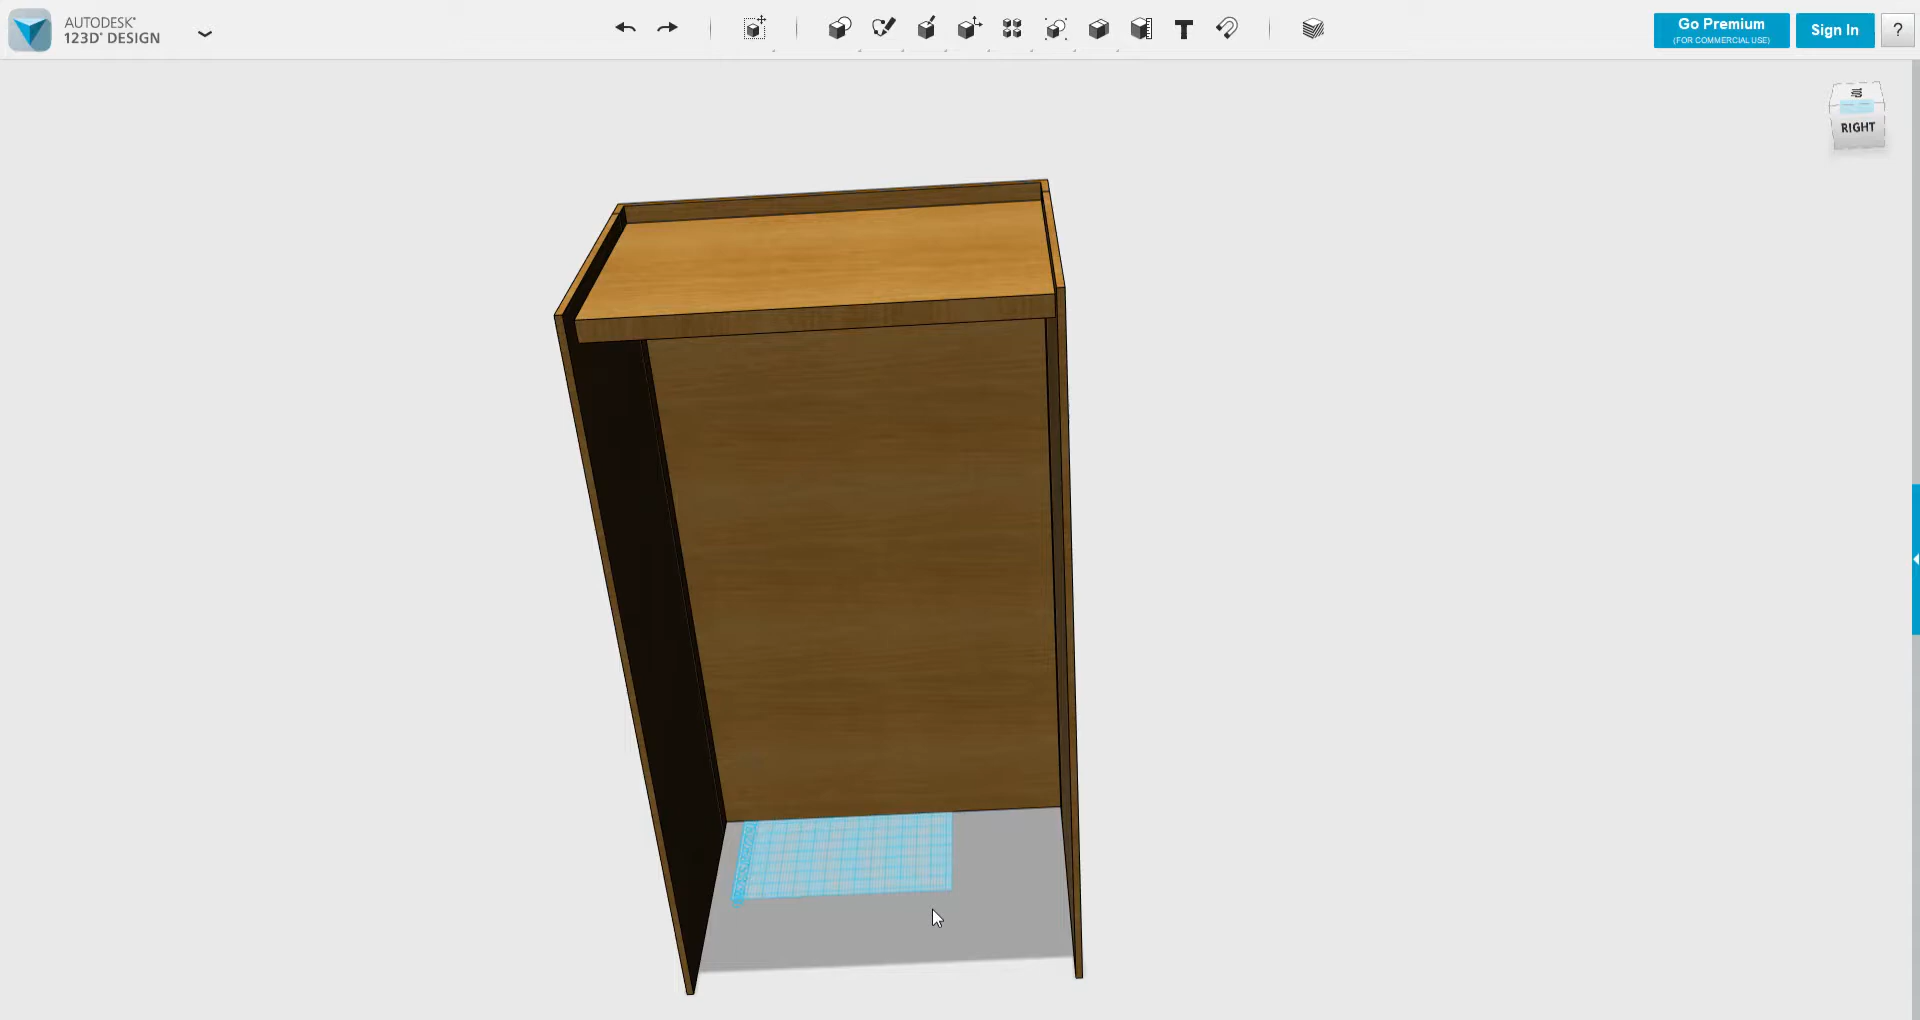 AUTODESK®
123D® DESIGN
Go Premium
(FOR COMMERCIAL USE)
Sign In
?
RIGHT